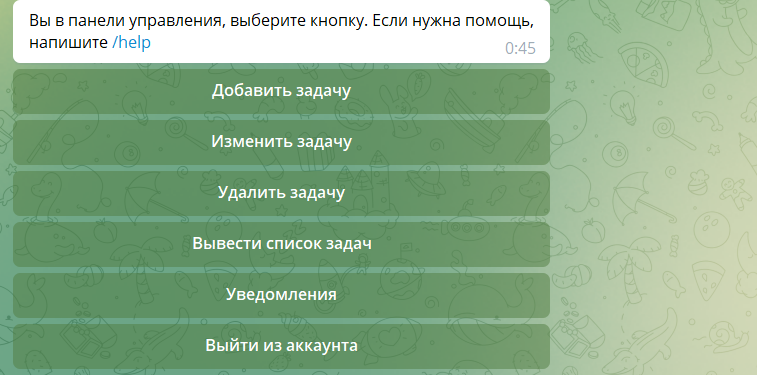 Вы в панели управления, выберите кнопку. Если нужна помощь,
напишите /help
0:45
Добавить задачу
Изменить задачу
Удалить задачу
Вывести список задач
Уведомления
Выйти из аккаунта